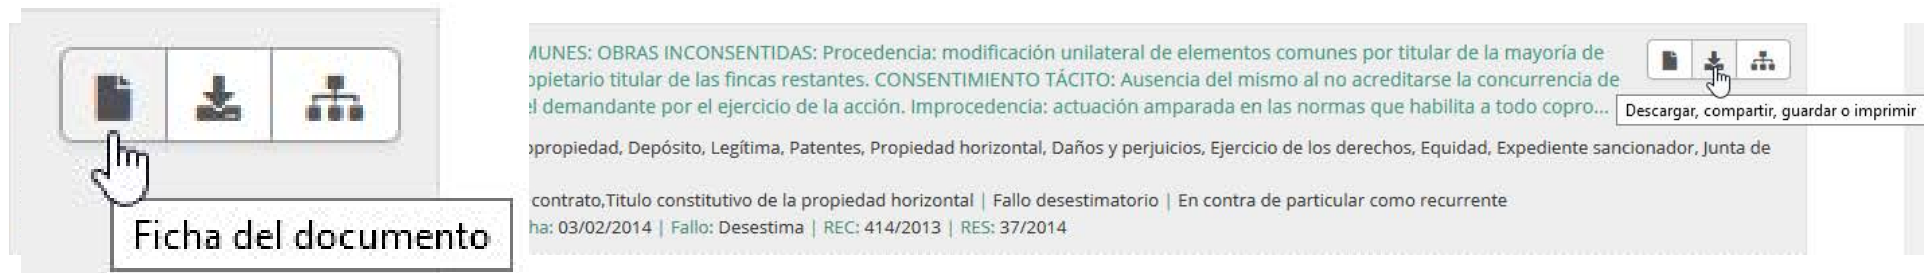 Ficha del documento
MUNES: OBRAS INCONSENTIDAS: Procedencia: modificación unilateral de elementos comunes por titular de la mayoría de
opietario titular de las fincas restantes. CONSENTIMIENTO TÁCITO: Ausencia del mismo al no acreditarse la concurrencia de
el demandante por el ejercicio de la acción. Improcedencia: actuación amparada en las normas que habilita a todo copro...
Descargar, compartir, guardar o imprimir
opropiedad, Depósito, Legítima, Patentes, Propiedad horizontal, Daños y perjuicios, Ejercicio de los derechos, Equidad, Expediente sancionador, Junta de
contrato,Titulo constitutivo de la propiedad horizontal | Fallo desestimatorio | En contra de particular como recurrente
ha: 03/02/2014 | Fallo: Desestima | REC: 414/2013 | RES: 37/2014